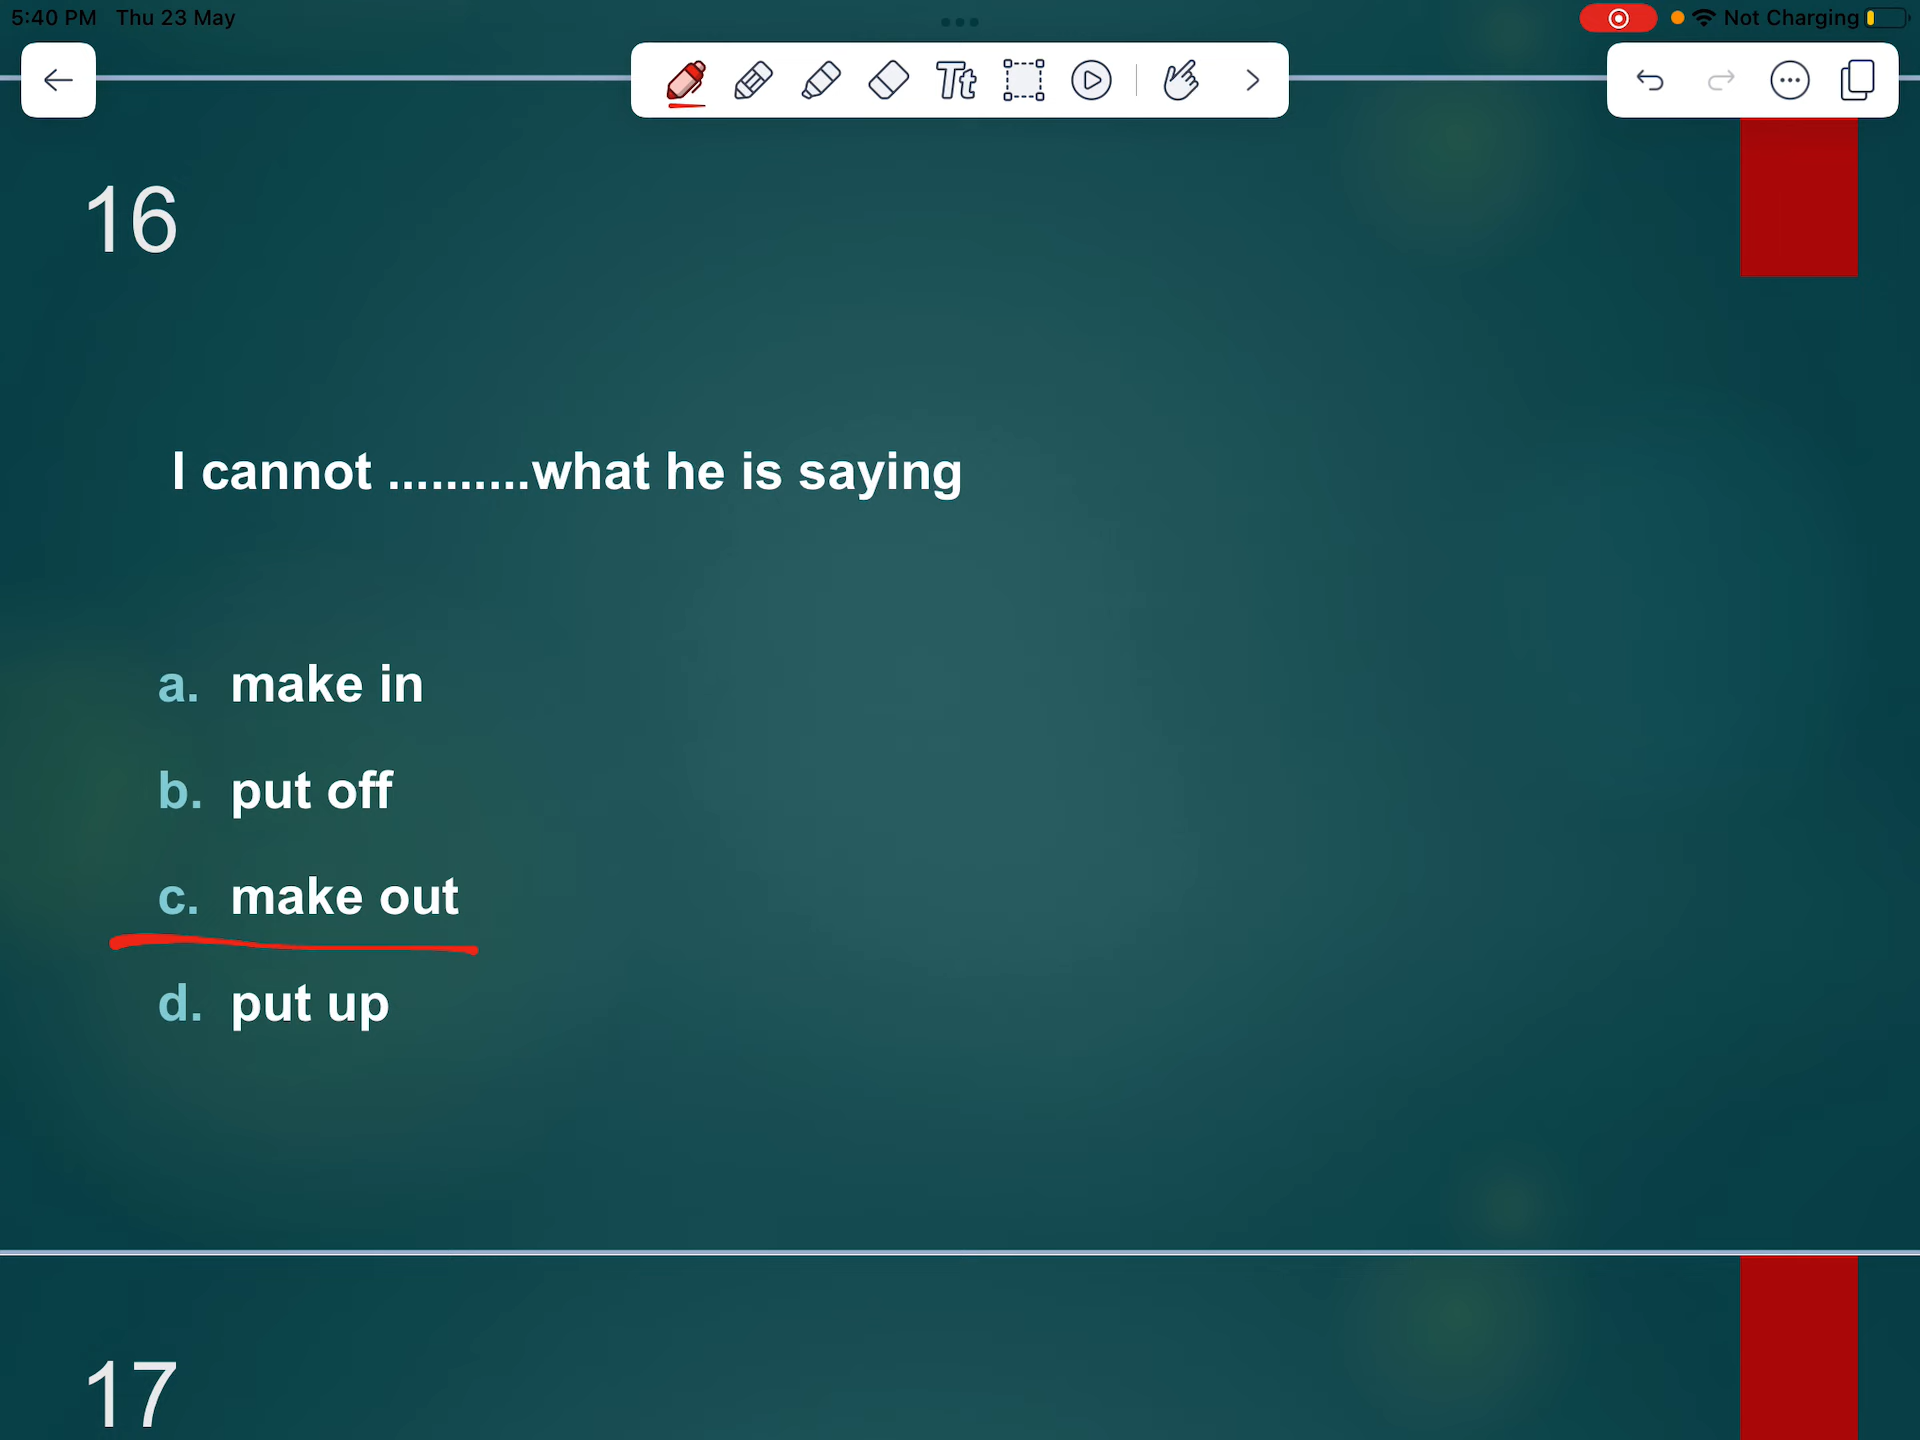 5:40 PM Thu 23 May
Not Charging
Tt
16
I cannot ..........what he is saying
a. make in
b. put off
c. make out
d. put up
17